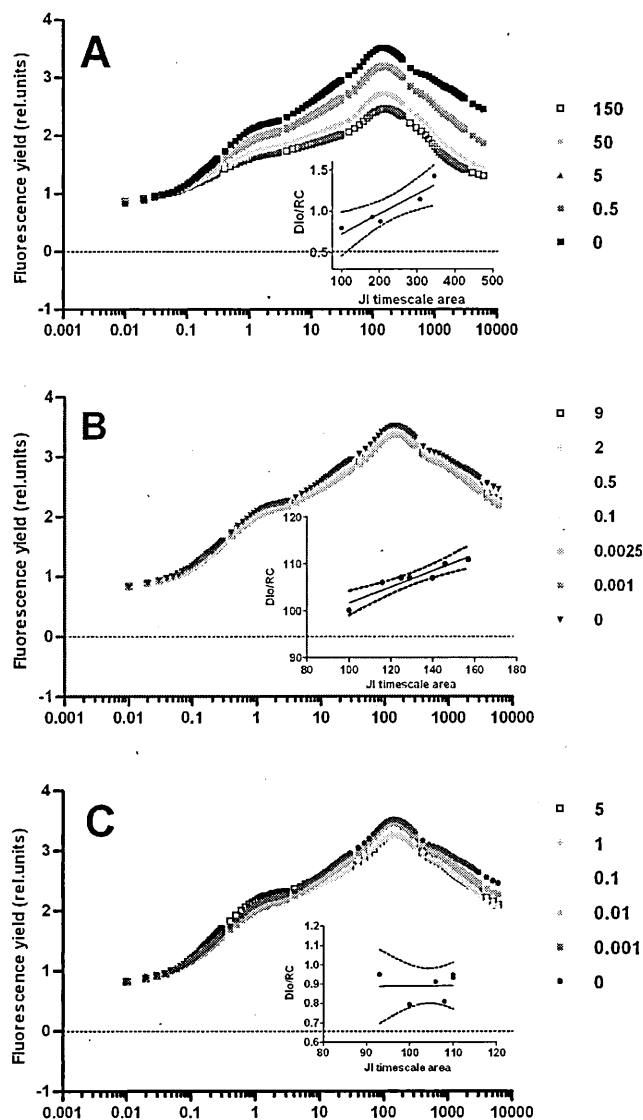 A
Fluorescence yield (rel.units)
4
3
2
1
0
-1
0.001 0.01 0.1 1 10 100 1000 10000
150
50
5
0.5
0
DIo/RC
1.5
1.0
0.5
100 200 300 400 500
JI timescale area
B
Fluorescence yield (rel.units)
4
3
2
1
0
-1
0.001 0.01 0.1 1 10 100 1000 10000
9
2
0.5
0.1
0.0025
0.001
0
DIo/RC
120
110
100
90
80 100 120 140 160 180
JI timescale area
C
Fluorescence yield (rel.units)
4
3
2
1
0
-1
0.001 0.01 0.1 1 10 100 1000 10000
5
1
0.1
0.01
0.001
0
DIo/RC
1.2
1.1
1.0
0.9
0.8
0.7
0.6
80 90 100 110 120
JI timescale area